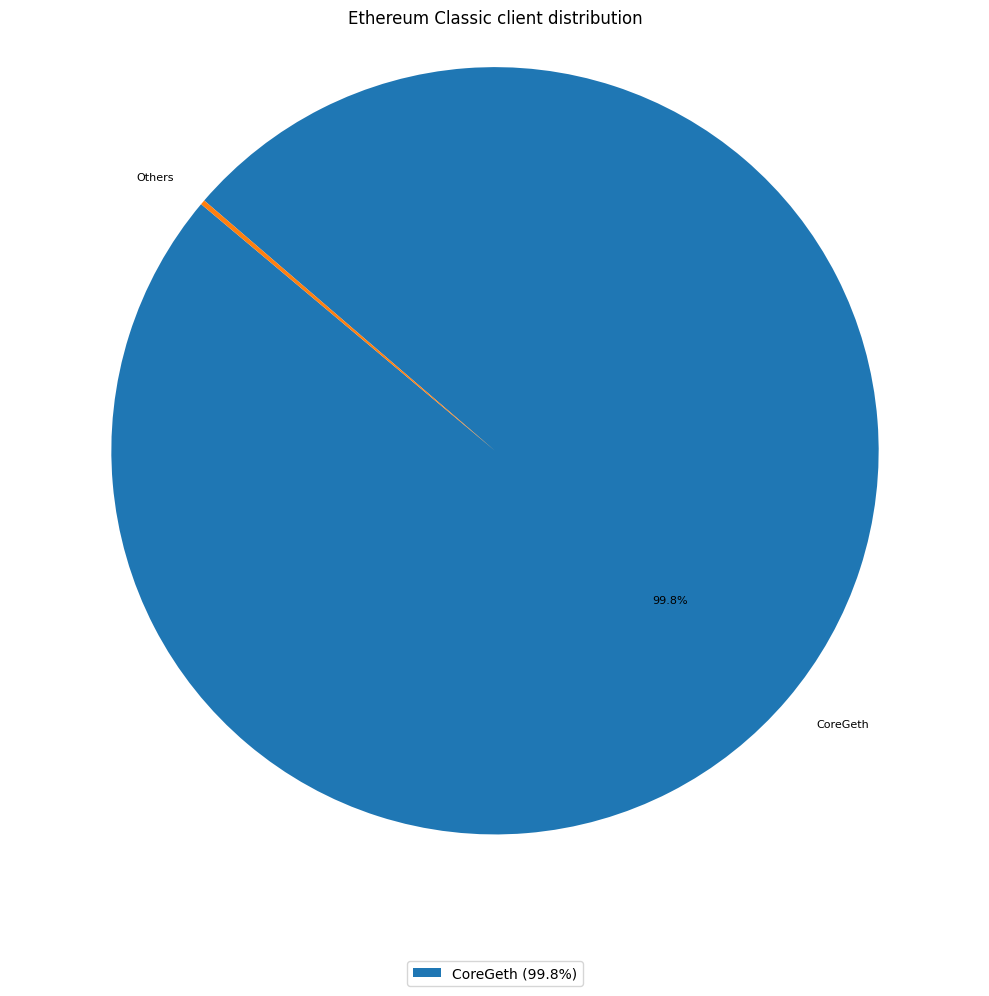 Ethereum Classic client distribution
Others
99.8%
CoreGeth
CoreGeth (99.8%)